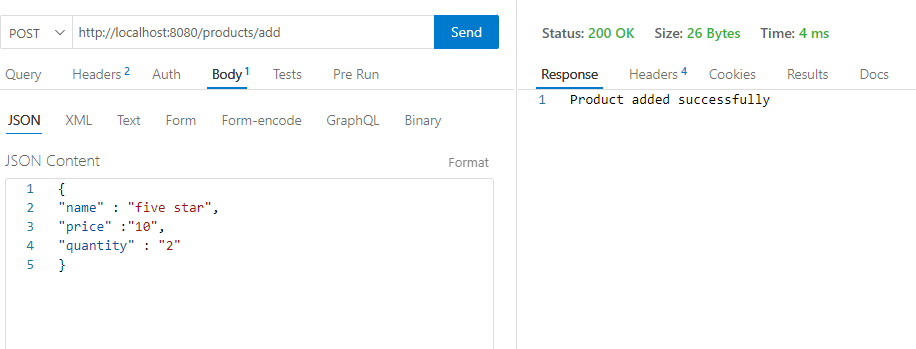 POST http://localhost:8080/products/add Send
Query Headers 2 Auth Body 1 Tests Pre Run
JSON XML Text Form Form-encode GraphQL Binary
JSON Content Format
1 {
2 "name" : "five star",
3 "price" :"10",
4 "quantity" : "2"
5 }
Status: 200 OK Size: 26 Bytes Time: 4 ms
Response Headers 4 Cookies Results Docs
1 Product added successfully